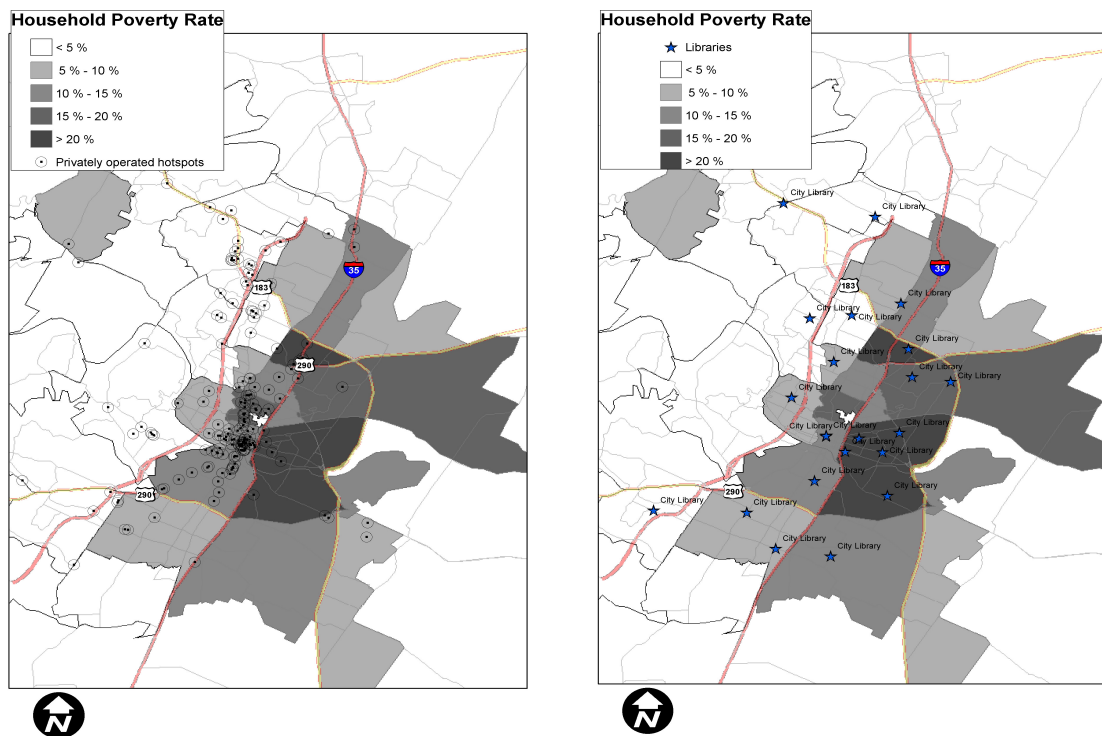 Household Poverty Rate
< 5 %
5 % - 10 %
10 % - 15 %
15 % - 20 %
> 20 %
Privately operated hotspots
35
183
290
290
N
Household Poverty Rate
Libraries
< 5 %
5 % - 10 %
10 % - 15 %
15 % - 20 %
> 20 %
City Library
City Library
35
183
City Library
City Library
City Library
City Library
City Library
City Library
City Library
City Library
City Library
City Library
City Library
City Library
City Library
City Library
290
City Library
City Library
City Library
City Library
City Library
N